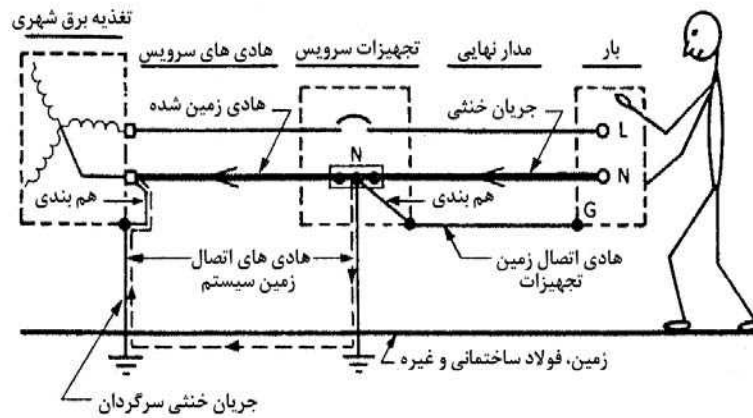 تغذیه برق شهری
هادی های سرویس
تجهیزات سرویس
مدار نهایی
بار
هادی زمین شده
جریان خنثی
L
N
N
هم بندی
هم بندی
G
هادی های اتصال
زمین سیستم
هادی اتصال زمین
تجهیزات
زمین، فولاد ساختمانی و غیره
جریان خنثی سرگردان